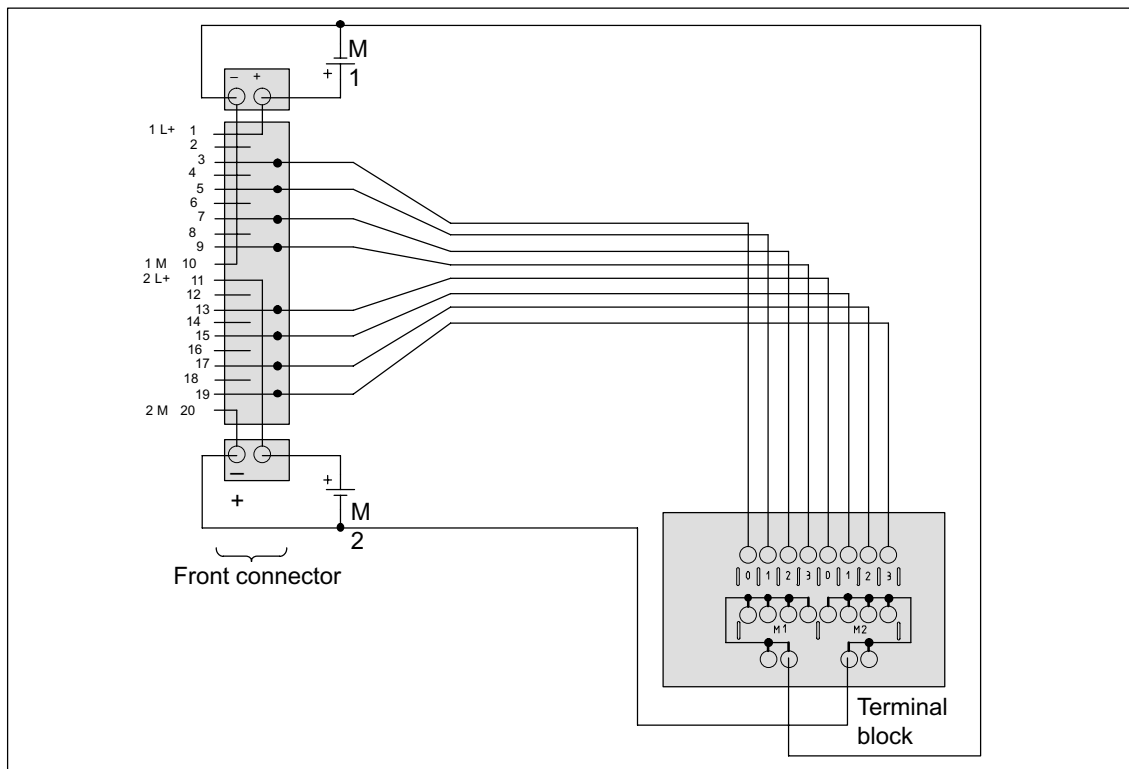 M
1
+
– +
1 L+ 1
2
3
4
5
6
7
8
9
1 M 10
2 L+ 11
12
13
14
15
16
17
18
19
2 M 20
–
+
+
M
2
Front connector
0 1 2 3 0 1 2 3
M1 M2
Terminal
block